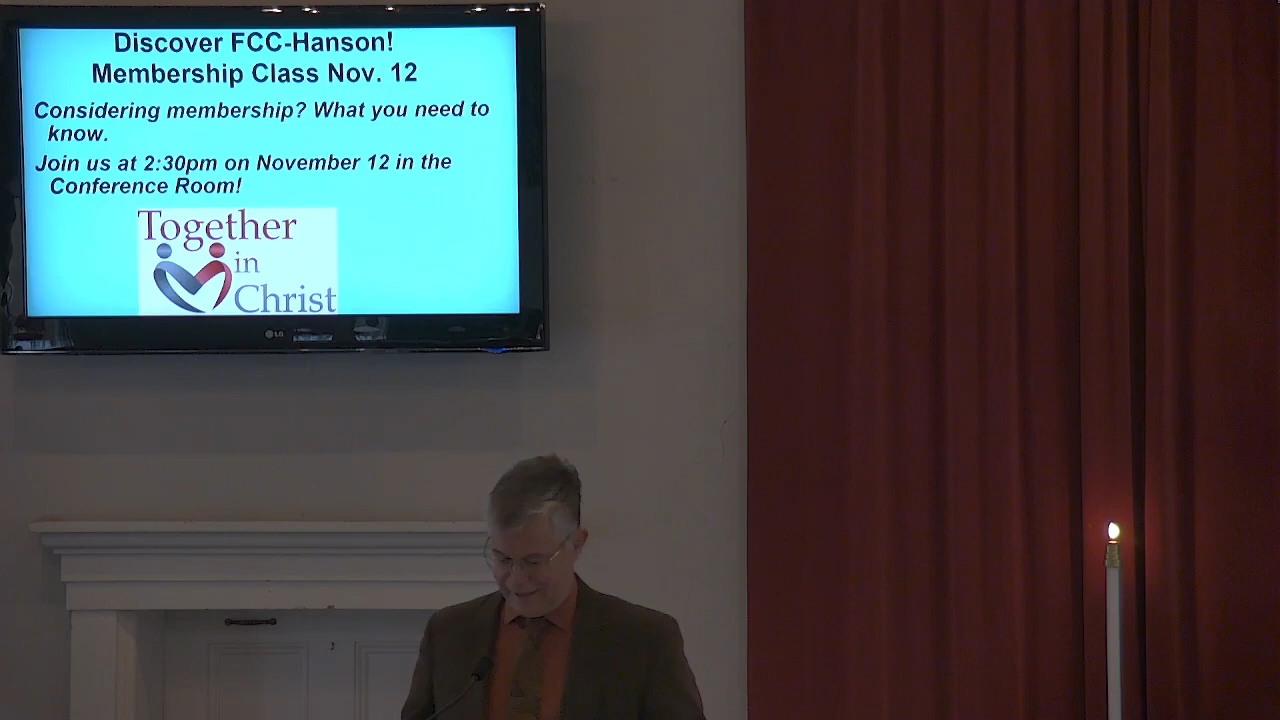 Discover FCC-Hanson!
Membership Class Nov. 12
Considering membership? What you need to
know.
Join us at 2:30pm on November 12 in the
Conference Room!
Together
in
Christ
LG